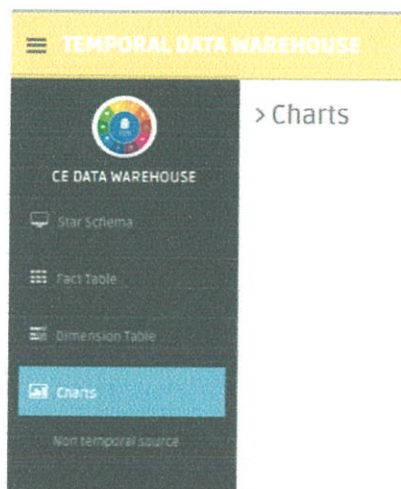 TEMPORAL DATA WAREHOUSE
> Charts
CE DATA WAREHOUSE
Star Schema
Fact Table
Dimension Table
Charts
Non temporal source